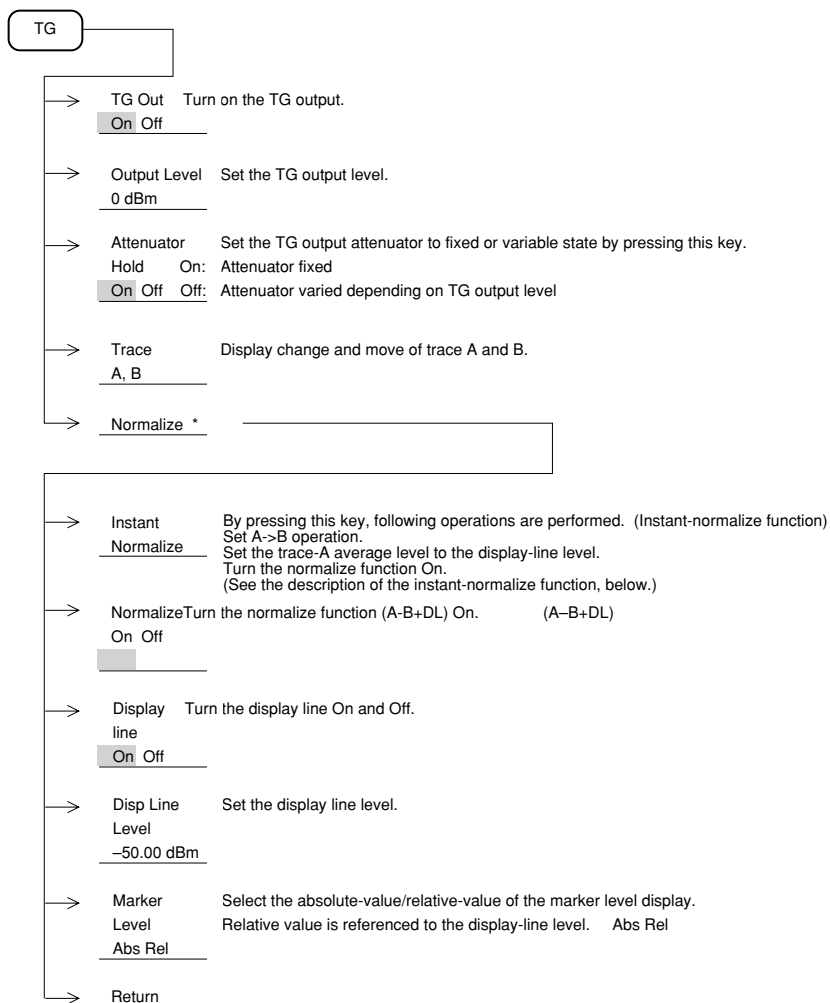 TG
TG Out Turn on the TG output.
On Off
Output Level Set the TG output level.
0 dBm
Attenuator Set the TG output attenuator to fixed or variable state by pressing this key.
Hold On: Attenuator fixed
On Off Off: Attenuator varied depending on TG output level
Trace Display change and move of trace A and B.
A, B
Normalize *
Instant By pressing this key, following operations are performed. (Instant-normalize function)
Normalize Set A->B operation.
Set the trace-A average level to the display-line level.
Turn the normalize function On.
(See the description of the instant-normalize function, below.)
NormalizeTurn the normalize function (A-B+DL) On. (A–B+DL)
On Off
Display Turn the display line On and Off.
line
On Off
Disp Line Set the display line level.
Level
–50.00 dBm
Marker Select the absolute-value/relative-value of the marker level display.
Level Relative value is referenced to the display-line level. Abs Rel
Abs Rel
Return